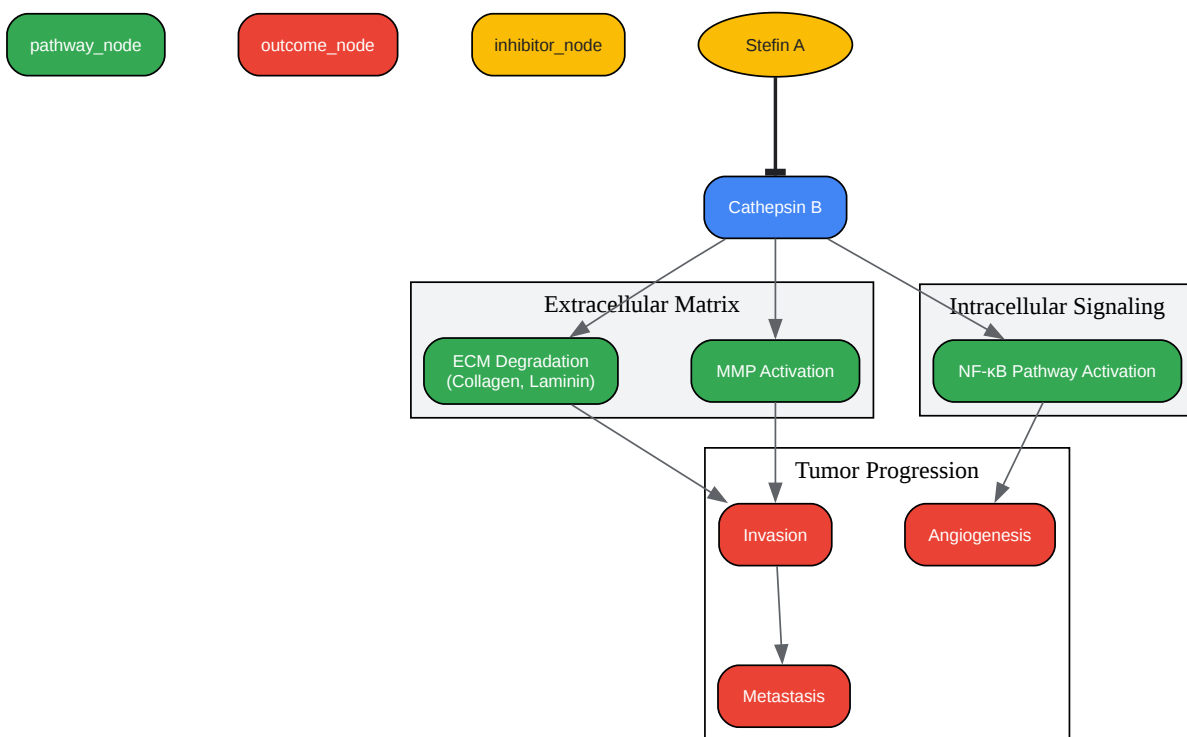 pathway_node
outcome_node
inhibitor_node
Stefin A
Cathepsin B
Extracellular Matrix
Intracellular Signaling
ECM Degradation
(Collagen, Laminin)
MMP Activation
NF-κB Pathway Activation
Tumor Progression
Invasion
Angiogenesis
Metastasis